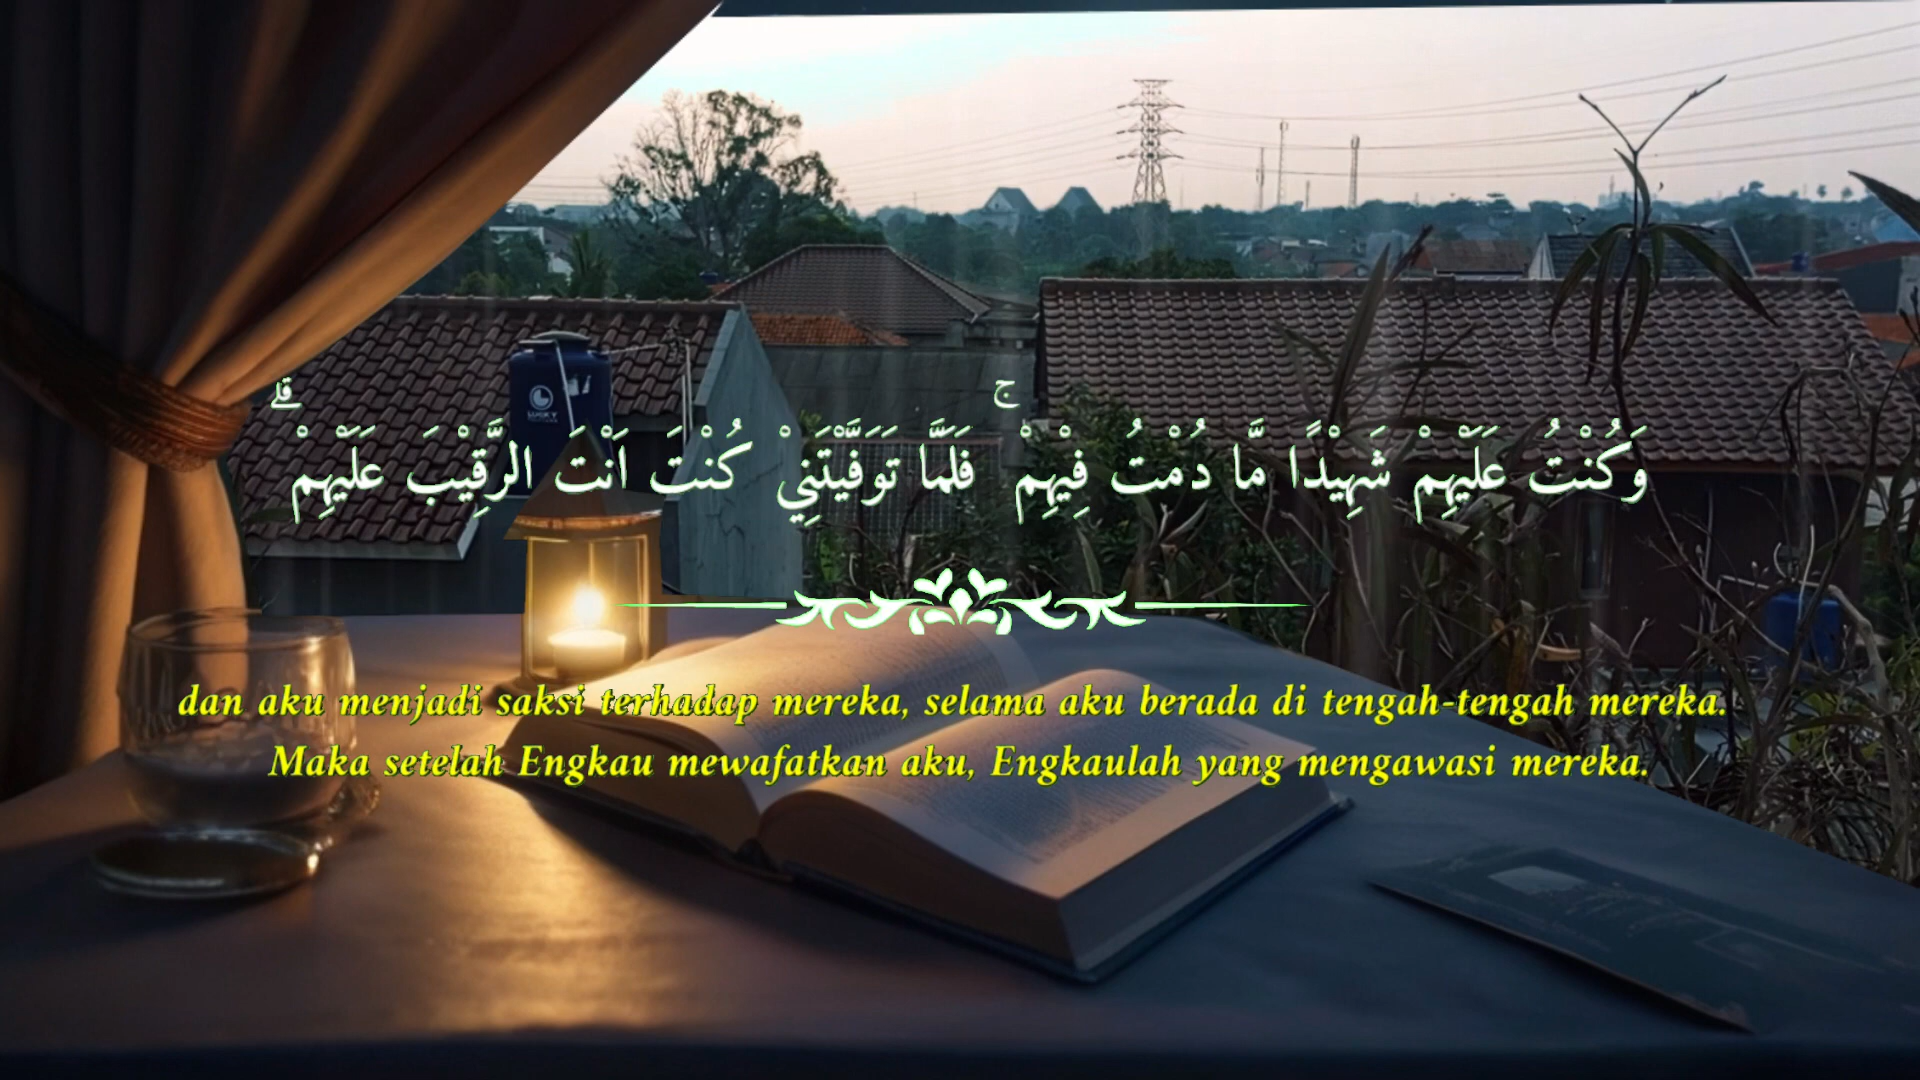 وَكُنْتُ عَلَيْهِمْ شَهِيْدًا مَّا دُمْتُ فِيْهِمْ ۚ فَلَمَّا تَوَفَّيْتَنِيْ كُنْتَ اَنْتَ الرَّقِيْبَ عَلَيْهِمْ ۗ
dan aku menjadi saksi terhadap mereka, selama aku berada di tengah-tengah mereka.
Maka setelah Engkau mewafatkan aku, Engkaulah yang mengawasi mereka.
LUCKY